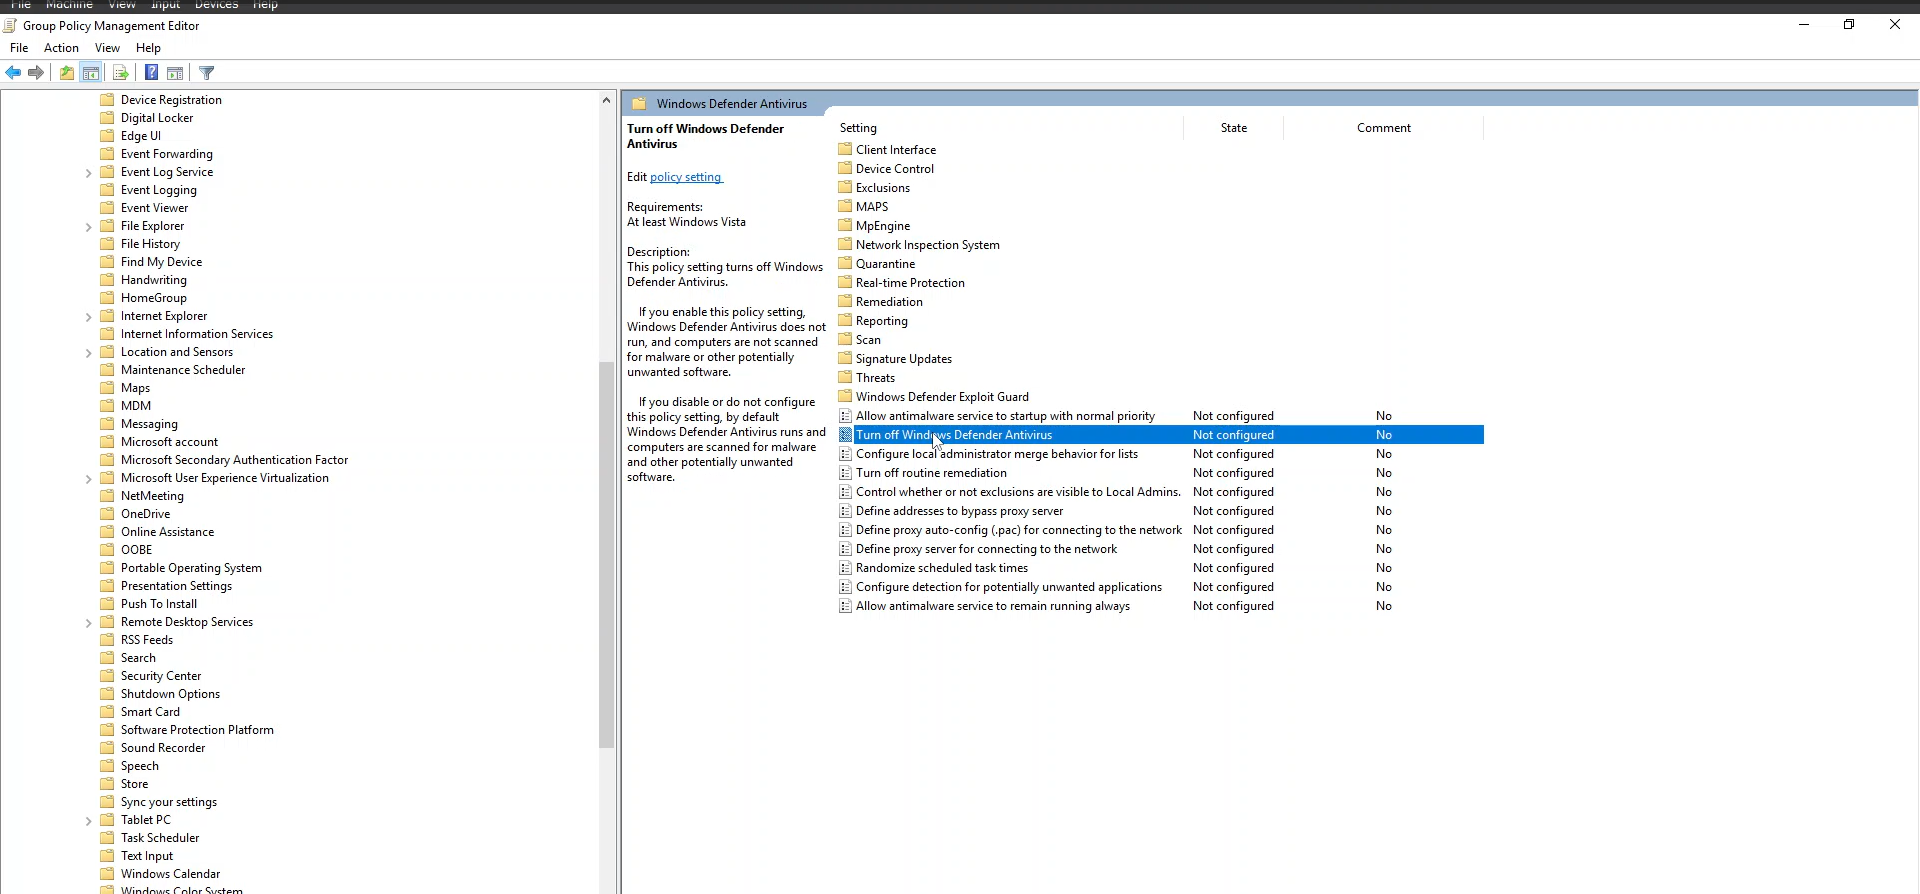 File Machine View Input Devices Help
Group Policy Management Editor
File Action View Help
Device Registration
Digital Locker
Edge UI
Event Forwarding
Event Log Service
Event Logging
Event Viewer
File Explorer
File History
Find My Device
Handwriting
HomeGroup
Internet Explorer
Internet Information Services
Location and Sensors
Maintenance Scheduler
Maps
MDM
Messaging
Microsoft account
Microsoft Secondary Authentication Factor
Microsoft User Experience Virtualization
NetMeeting
OneDrive
Online Assistance
OOBE
Portable Operating System
Presentation Settings
Push To Install
Remote Desktop Services
RSS Feeds
Search
Security Center
Shutdown Options
Smart Card
Software Protection Platform
Sound Recorder
Speech
Store
Sync your settings
Tablet PC
Task Scheduler
Text Input
Windows Calendar
Windows Color System
Windows Defender Antivirus
Turn off Windows Defender
Antivirus
Edit policy setting
Requirements:
At least Windows Vista
Description:
This policy setting turns off Windows
Defender Antivirus.
If you enable this policy setting,
Windows Defender Antivirus does not
run, and computers are not scanned
for malware or other potentially
unwanted software.
If you disable or do not configure
this policy setting, by default
Windows Defender Antivirus runs and
computers are scanned for malware
and other potentially unwanted
software.
Setting State Comment
Client Interface
Device Control
Exclusions
MAPS
MpEngine
Network Inspection System
Quarantine
Real-time Protection
Remediation
Reporting
Scan
Signature Updates
Threats
Windows Defender Exploit Guard
Allow antimalware service to startup with normal priority Not configured No
Turn off Windows Defender Antivirus Not configured No
Configure local administrator merge behavior for lists Not configured No
Turn off routine remediation Not configured No
Control whether or not exclusions are visible to Local Admins. Not configured No
Define addresses to bypass proxy server Not configured No
Define proxy auto-config (.pac) for connecting to the network Not configured No
Define proxy server for connecting to the network Not configured No
Randomize scheduled task times Not configured No
Configure detection for potentially unwanted applications Not configured No
Allow antimalware service to remain running always Not configured No